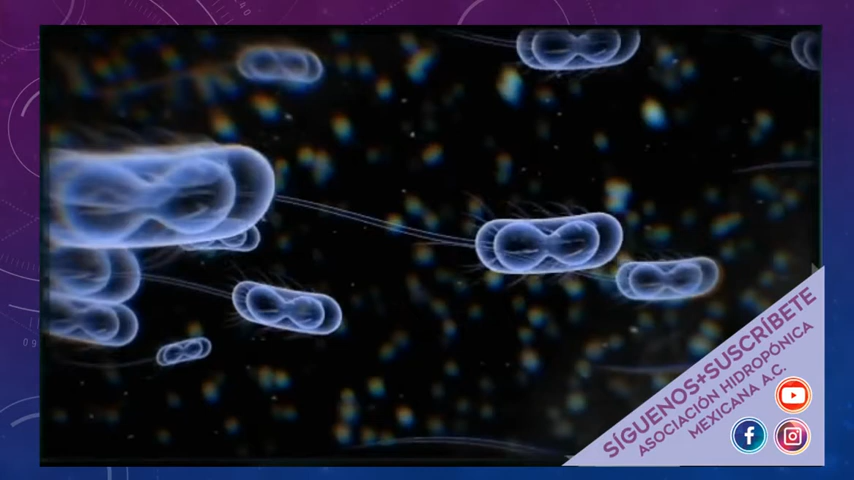 SÍGUENOS+SUSCRÍBETE
ASOCIACIÓN HIDROPÓNICA
MEXICANA A.C.